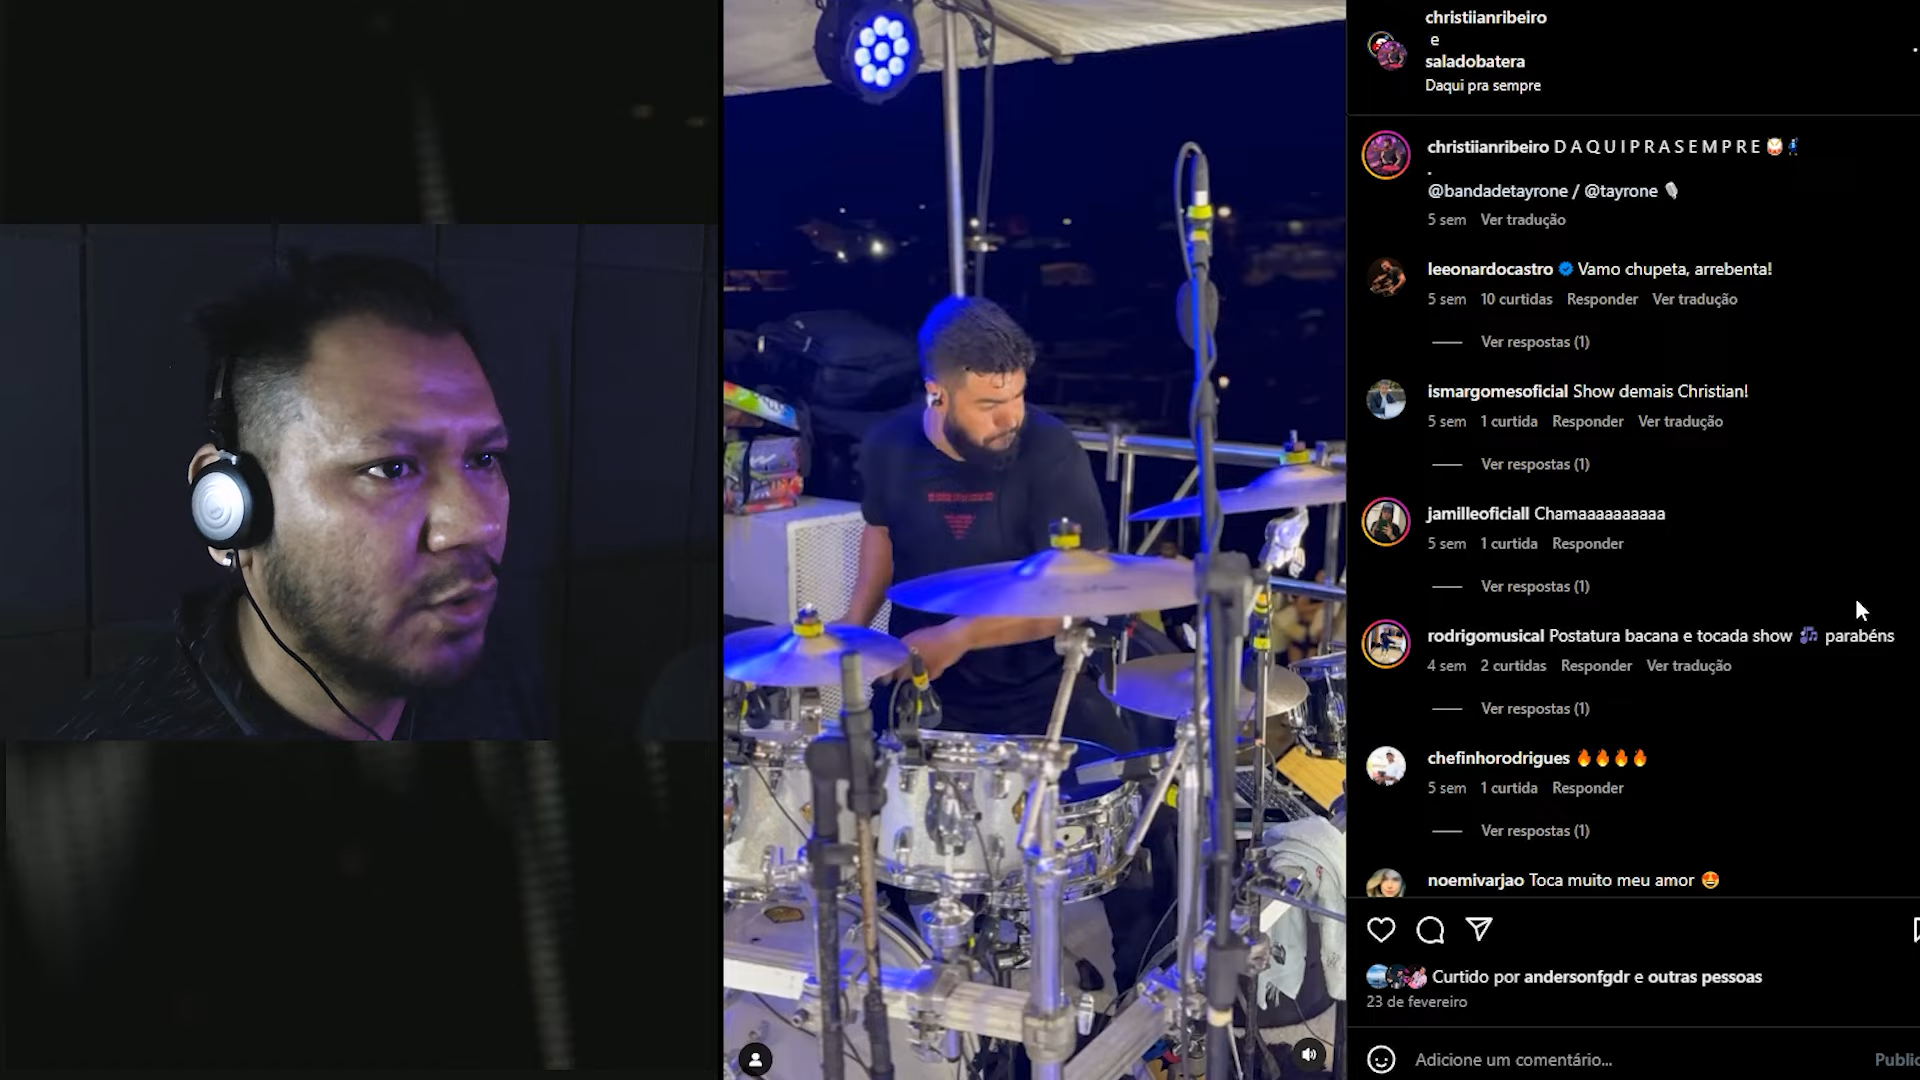 christiianribeiro
e
saladobatera
Daqui pra sempre
christiianribeiro D A Q U I P R A S E M P R E 🥁🕺
.
@bandadetayrone / @tayrone 🎙️
5 sem Ver tradução
leeonardocastro Vamo chupeta, arrebenta!
5 sem 10 curtidas Responder Ver tradução
Ver respostas (1)
ismargomesoficial Show demais Christian!
5 sem 1 curtida Responder Ver tradução
Ver respostas (1)
jamilleoficiall Chamaaaaaaaaaa
5 sem 1 curtida Responder
Ver respostas (1)
rodrigomusical Postatura bacana e tocada show 🎶 parabéns
4 sem 2 curtidas Responder Ver tradução
Ver respostas (1)
chefinhorodrigues 🔥🔥🔥🔥
5 sem 1 curtida Responder
Ver respostas (1)
noemivarjao Toca muito meu amor 😍
Curtido por andersonfgdr e outras pessoas
23 de fevereiro
Adicione um comentário...
Public